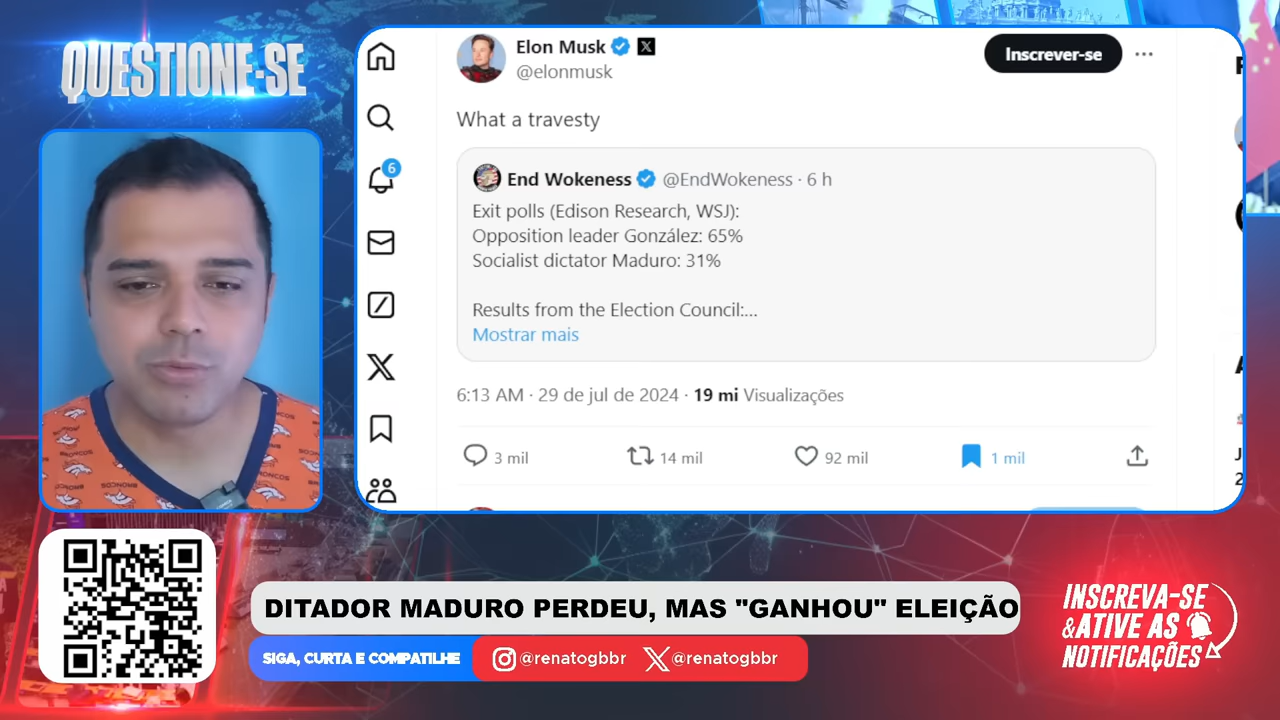 QUESTIONE-SE
Elon Musk
@elonmusk
Inscrever-se
What a travesty
6
End Wokeness @EndWokeness · 6 h
Exit polls (Edison Research, WSJ):
Opposition leader González: 65%
Socialist dictator Maduro: 31%
Results from the Election Council:...
Mostrar mais
6:13 AM · 29 de jul de 2024 · 19 mi Visualizações
3 mil
14 mil
92 mil
1 mil
DITADOR MADURO PERDEU, MAS "GANHOU" ELEIÇÃO
SIGA, CURTA E COMPATILHE
@renatogbbr
@renatogbbr
INSCREVA-SE
&ATIVE AS
NOTIFICAÇÕES